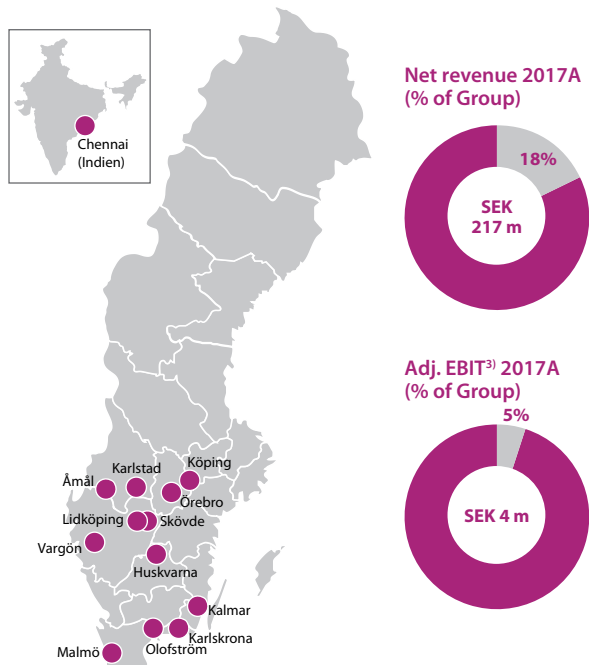 Chennai
(Indien)
Net revenue 2017A
(% of Group)
18%
SEK
217 m
Adj. EBIT3) 2017A
(% of Group)
5%
SEK 4 m
Köping
Karlstad
Åmål
Örebro
Lidköping
Skövde
Vargön
Huskvarna
Kalmar
Karlskrona
Olofström
Malmö